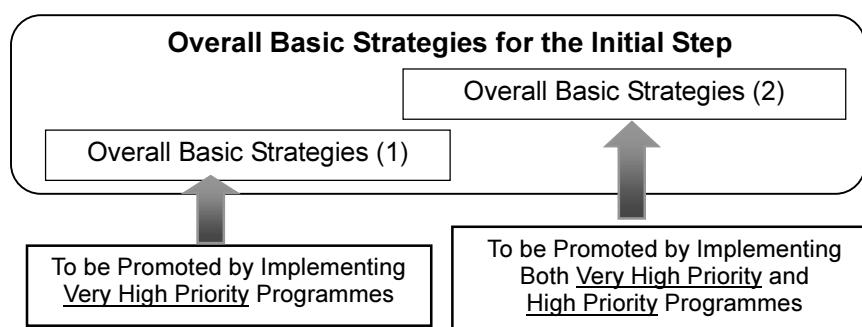 Overall Basic Strategies for the Initial Step
Overall Basic Strategies (2)
Overall Basic Strategies (1)
To be Promoted by Implementing
Very High Priority Programmes
To be Promoted by Implementing
Both Very High Priority and
High Priority Programmes